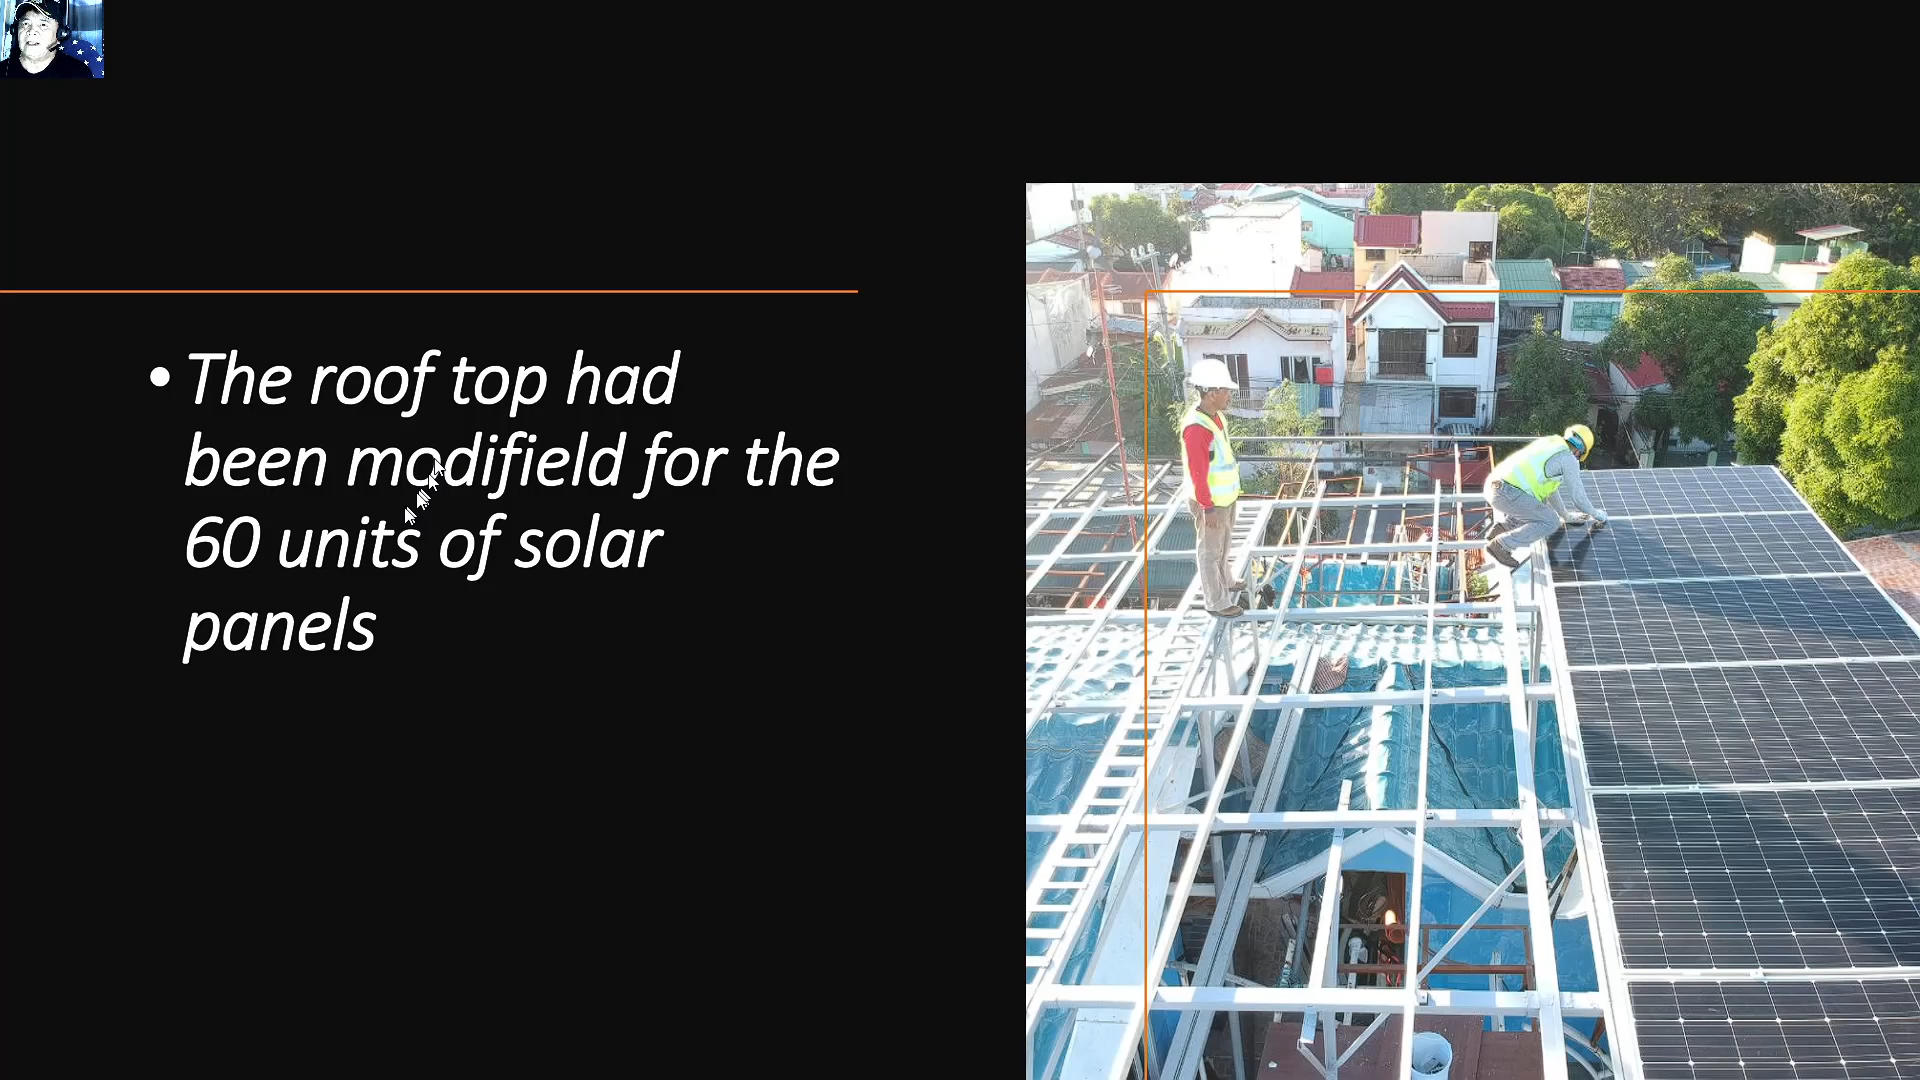 • The roof top had
been modifield for the
60 units of solar
panels